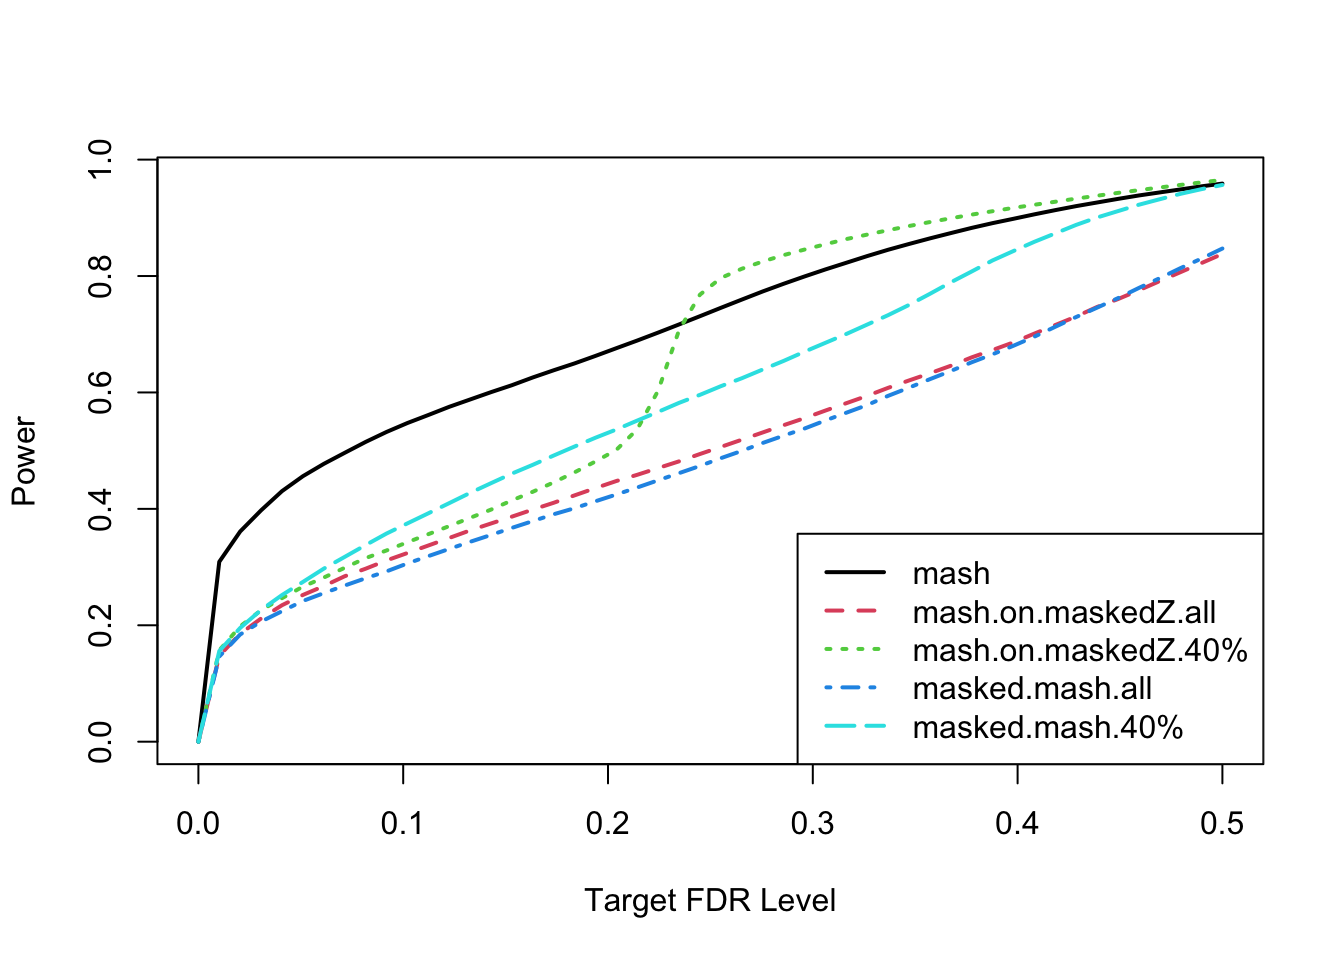 Power
1.0
0.8
0.6
0.4
0.2
0.0
mash
mash.on.maskedZ.all
mash.on.maskedZ.40%
masked.mash.all
masked.mash.40%
0.0 0.1 0.2 0.3 0.4 0.5
Target FDR Level